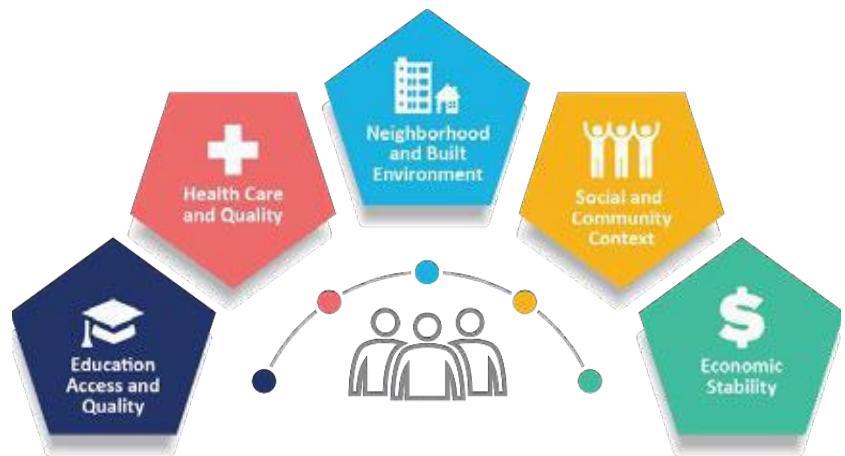 Education
Access and
Quality
Health Care
and Quality
Neighborhood
and Built
Environment
Social and
Community
Context
$
Economic
Stability